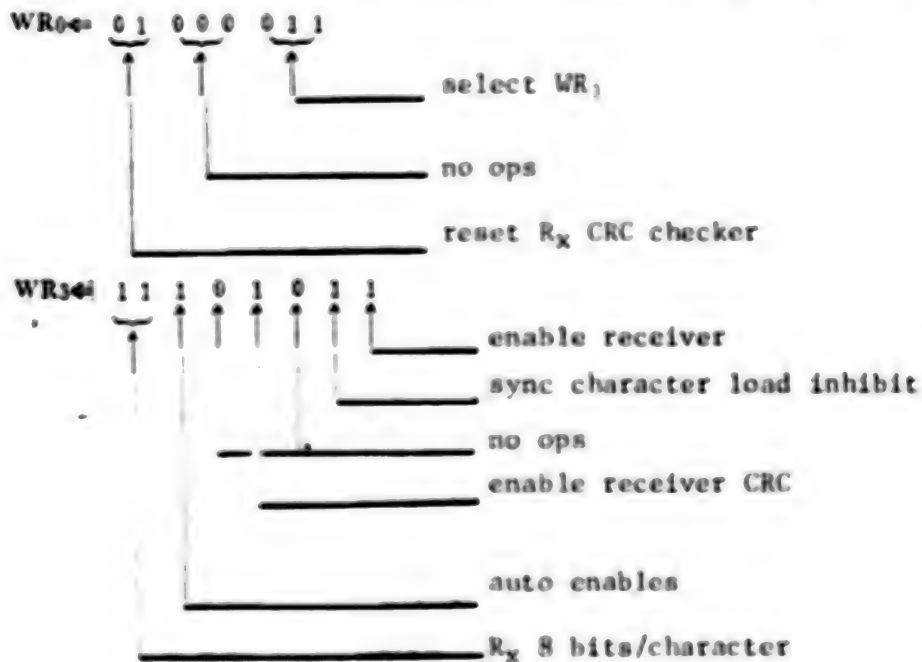 WR0<= 0 1 0 0 0 0 1 1
select WR3
no ops
reset Rx CRC checker
WR3<= 1 1 1 0 1 0 1 1
enable receiver
sync character load inhibit
no ops
enable receiver CRC
auto enables
Rx 8 bits/character